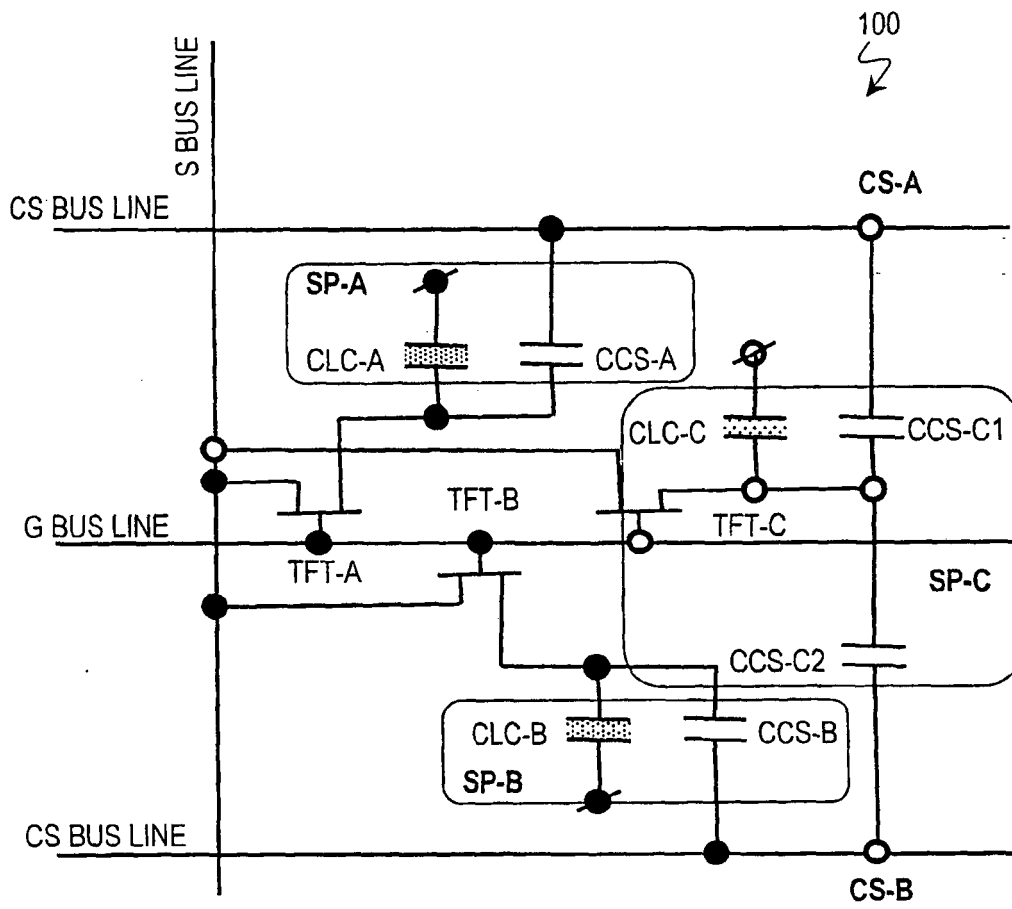 100
S BUS LINE
CS-A
CS BUS LINE
SP-A
CLC-A
CCS-A
CLC-C
CCS-C1
TFT-B
G BUS LINE
TFT-C
TFT-A
SP-C
CCS-C2
CLC-B
CCS-B
SP-B
CS BUS LINE
CS-B